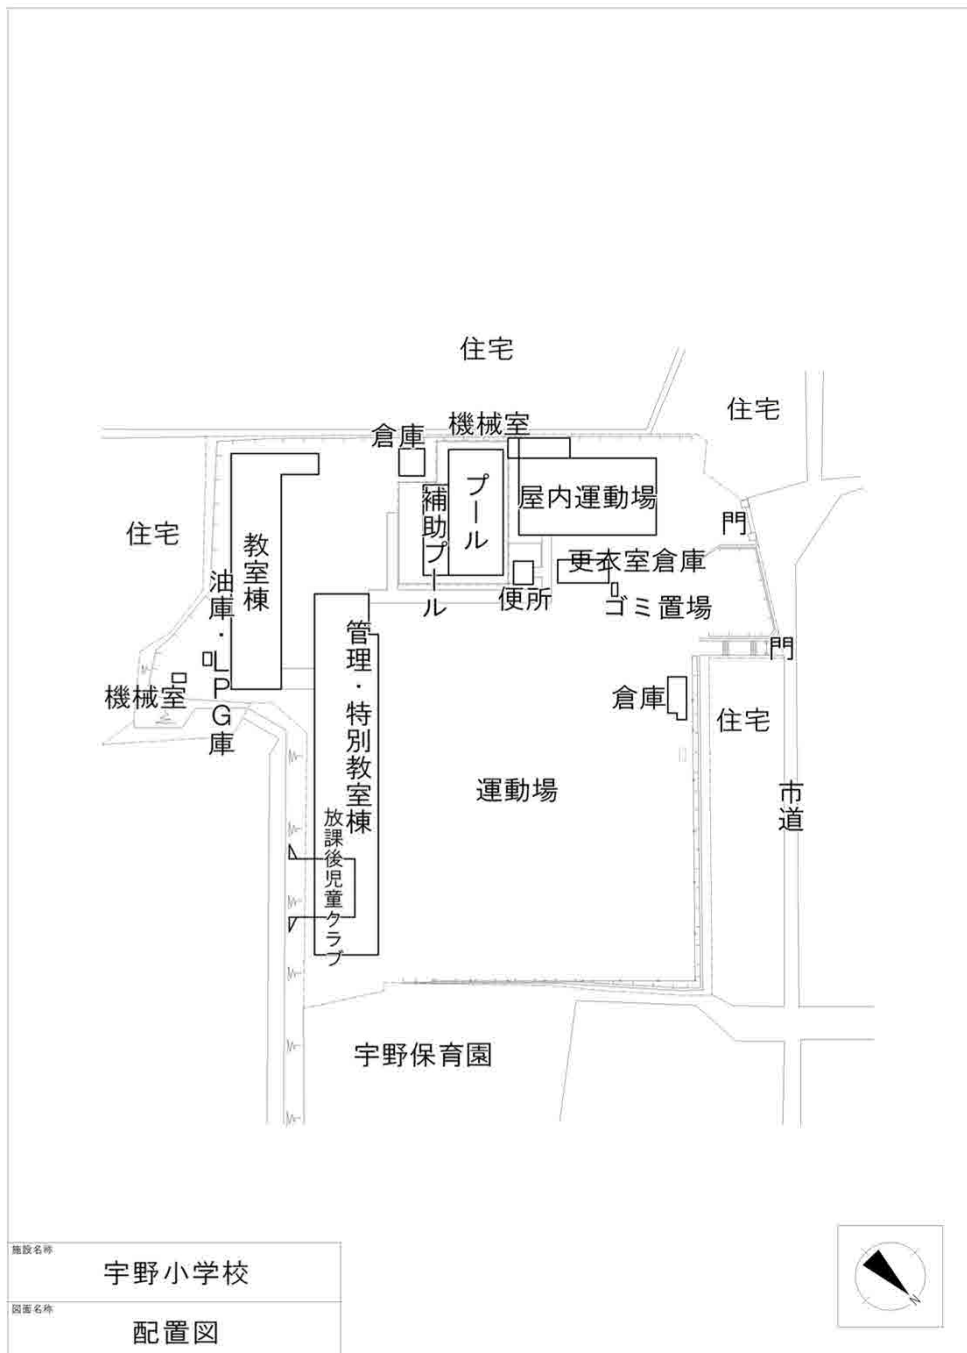 住宅
住宅
倉庫
機械室
プール
補助プール
屋内運動場
門
住宅
教室棟
更衣室倉庫
便所
ゴミ置場
油庫・LPG庫
管理・特別教室棟
門
機械室
倉庫
住宅
運動場
市道
放課後児童クラブ
宇野保育園
施設名称
宇野小学校
図面名称
配置図
N